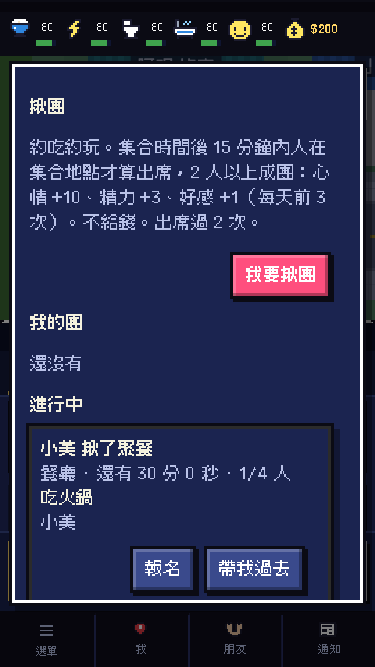 80 80 80 80 80 $200
揪團
約吃約玩。集合時間後 15 分鐘內人在
集合地點才算出席，2 人以上成團：心
情 +10、精力 +3、好感 +1（每天前 3
次）。不給錢。出席過 2 次。
我要揪團
我的團
還沒有
進行中
小美 揪了聚餐
餐廳 · 還有 30 分 0 秒 · 1/4 人
吃火鍋
小美
報名 帶我過去
選單 我 朋友 通知